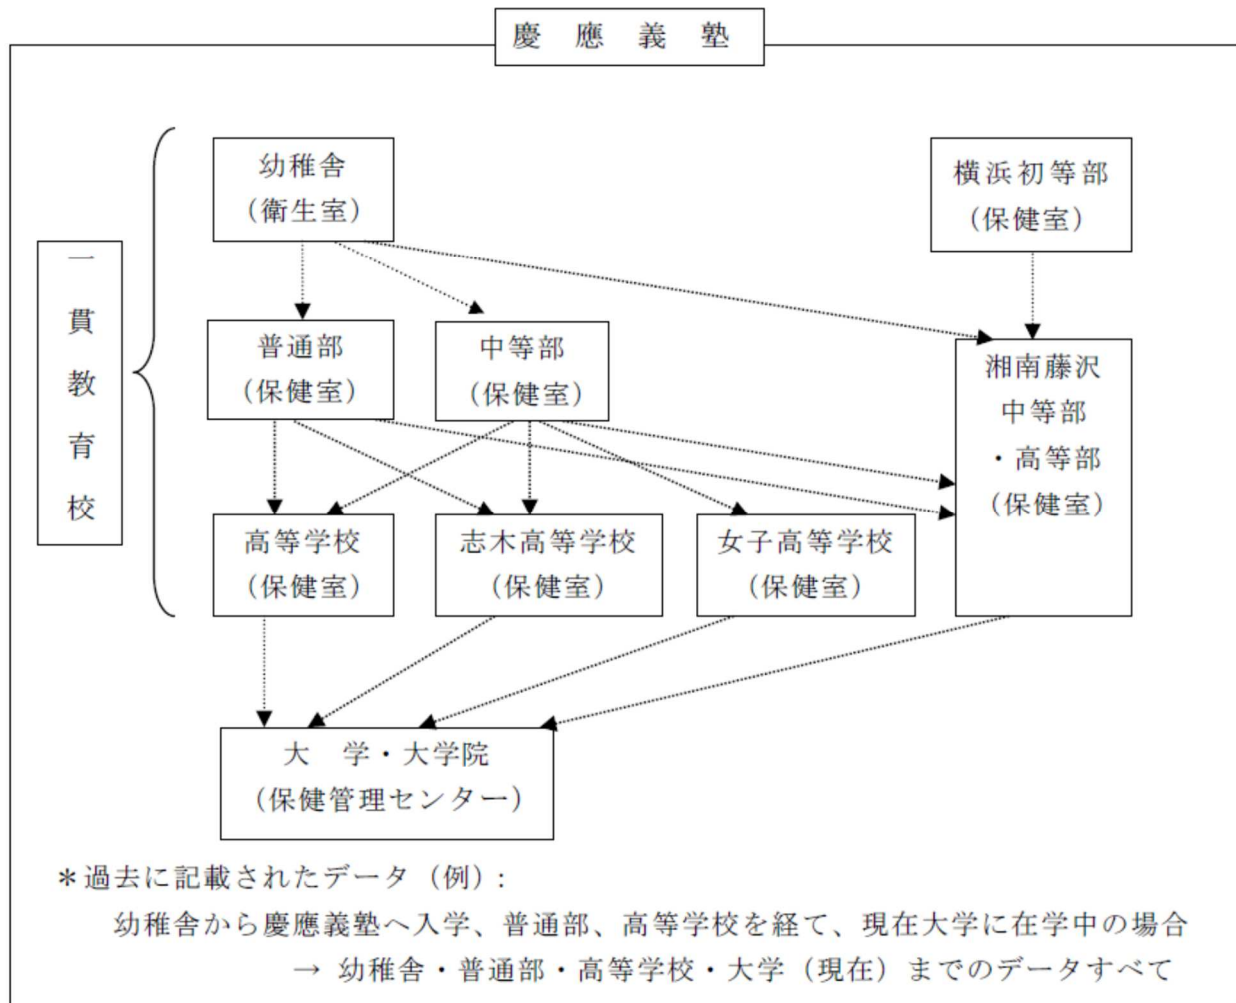 慶　應　義　塾
一貫教育校
幼稚舎
（衛生室）
横浜初等部
（保健室）
普通部
（保健室）
中等部
（保健室）
湘南藤沢
中等部
・高等部
（保健室）
高等学校
（保健室）
志木高等学校
（保健室）
女子高等学校
（保健室）
大　学・大学院
（保健管理センター）
＊過去に記載されたデータ（例）：
幼稚舎から慶應義塾へ入学、普通部、高等学校を経て、現在大学に在学中の場合
→ 幼稚舎・普通部・高等学校・大学（現在）までのデータすべて